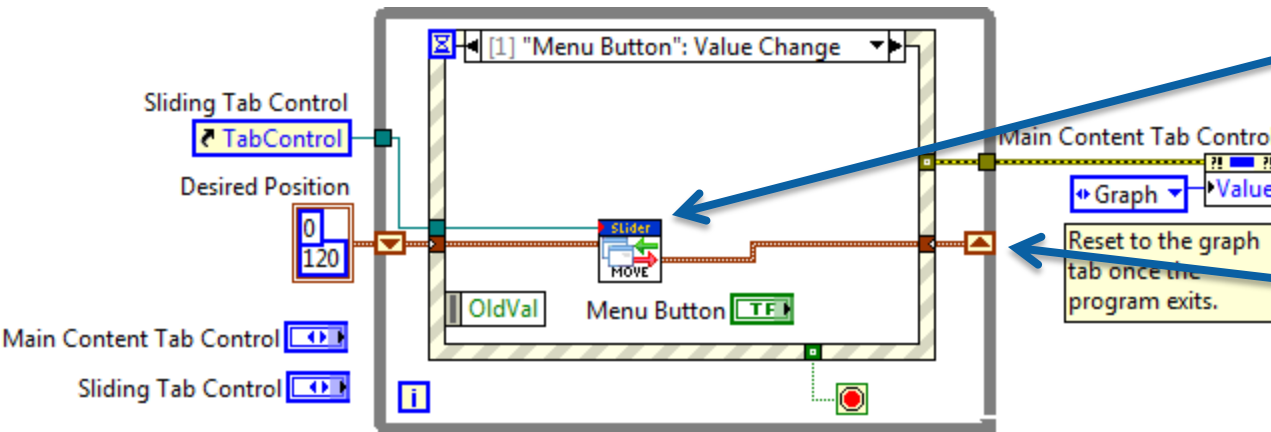 [1] "Menu Button": Value Change
Sliding Tab Control
TabControl
Main Content Tab Control
?! ?!
Graph
Value
Desired Position
0
120
Slider
MOVE
Reset to the graph
tab once the
program exits.
OldVal
Menu Button
TF
Main Content Tab Control
Sliding Tab Control
i